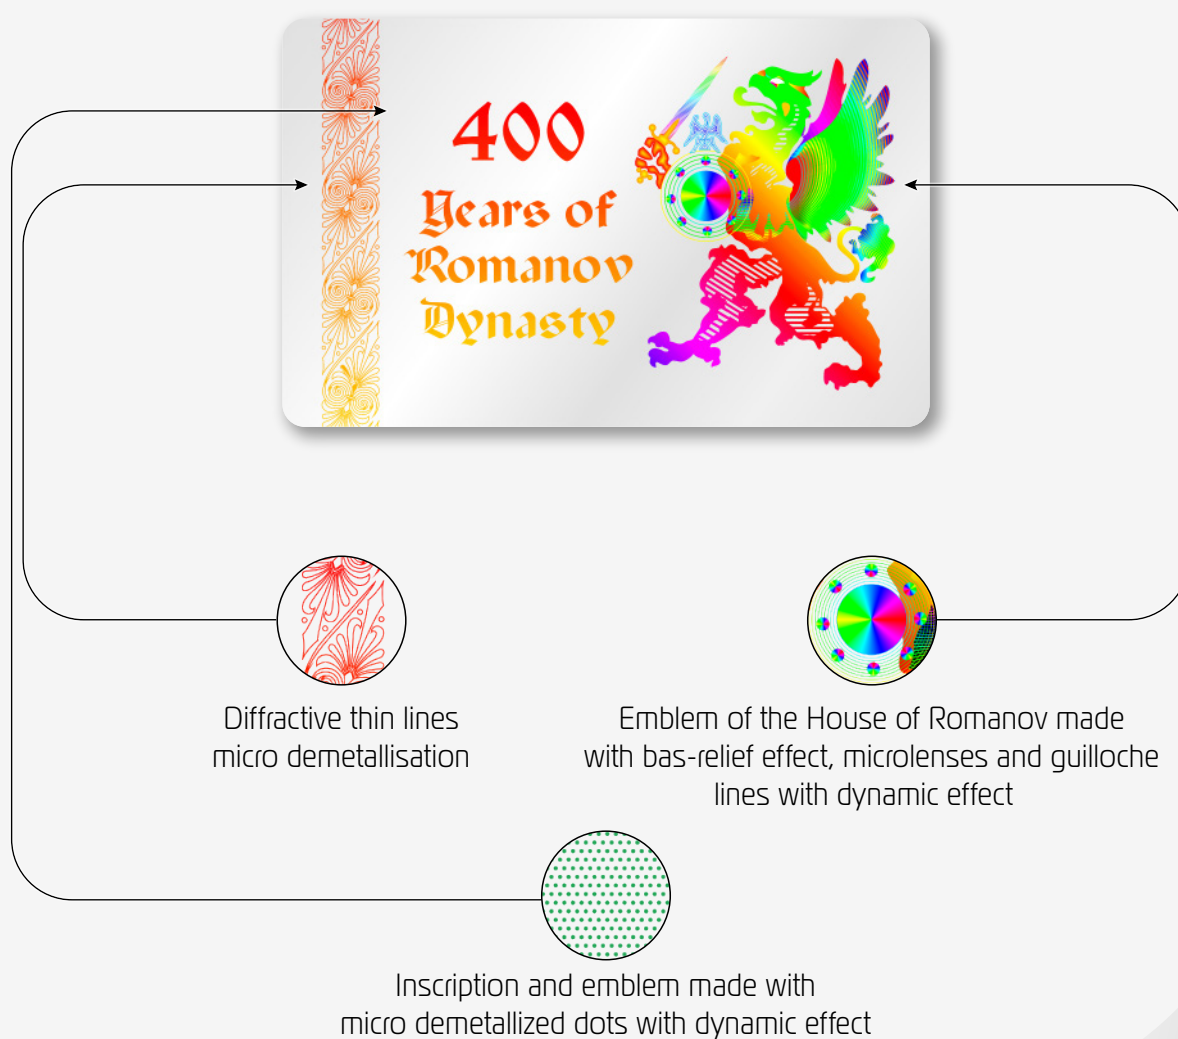 400
Years of
Romanov
Dynasty
Diffractive thin lines
micro demetallisation
Emblem of the House of Romanov made
with bas-relief effect, microlenses and guilloche
lines with dynamic effect
Inscription and emblem made with
micro demetallized dots with dynamic effect